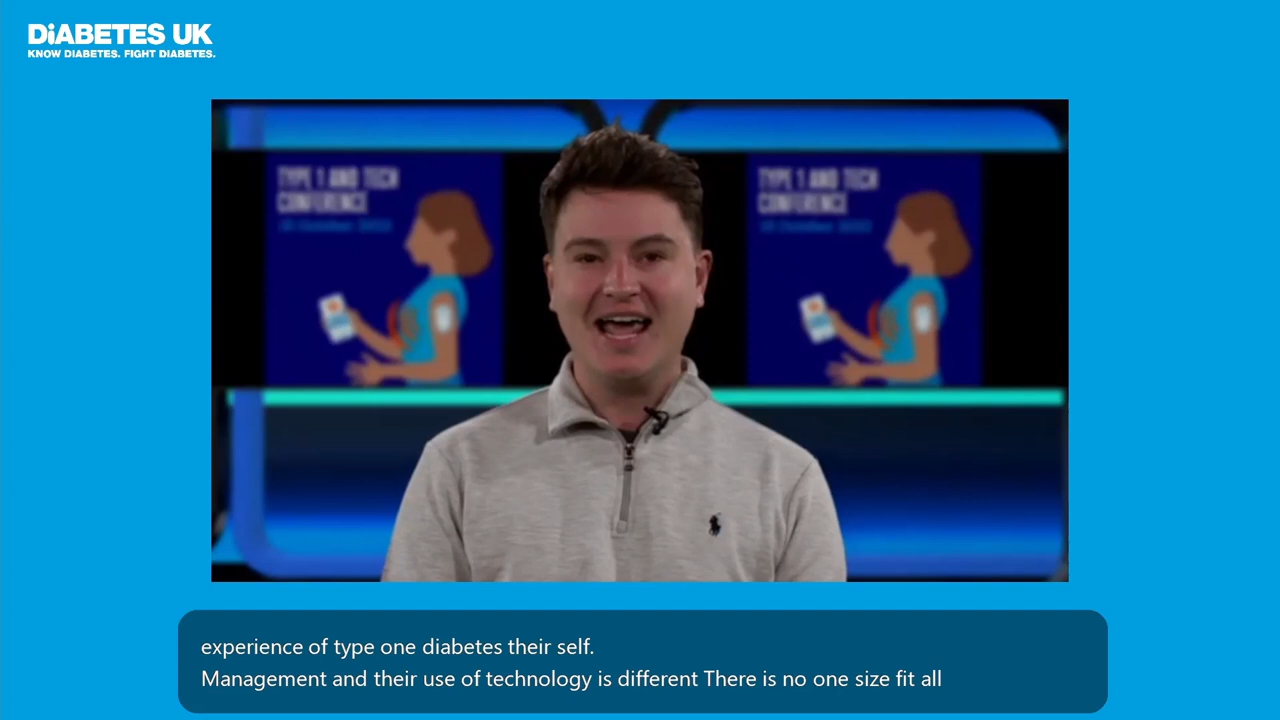 DiABETES UK
KNOW DIABETES. FIGHT DIABETES.
TYPE 1 AND TECH
CONFERENCE
TYPE 1 AND TECH
CONFERENCE
experience of type one diabetes their self.
Management and their use of technology is different There is no one size fit all